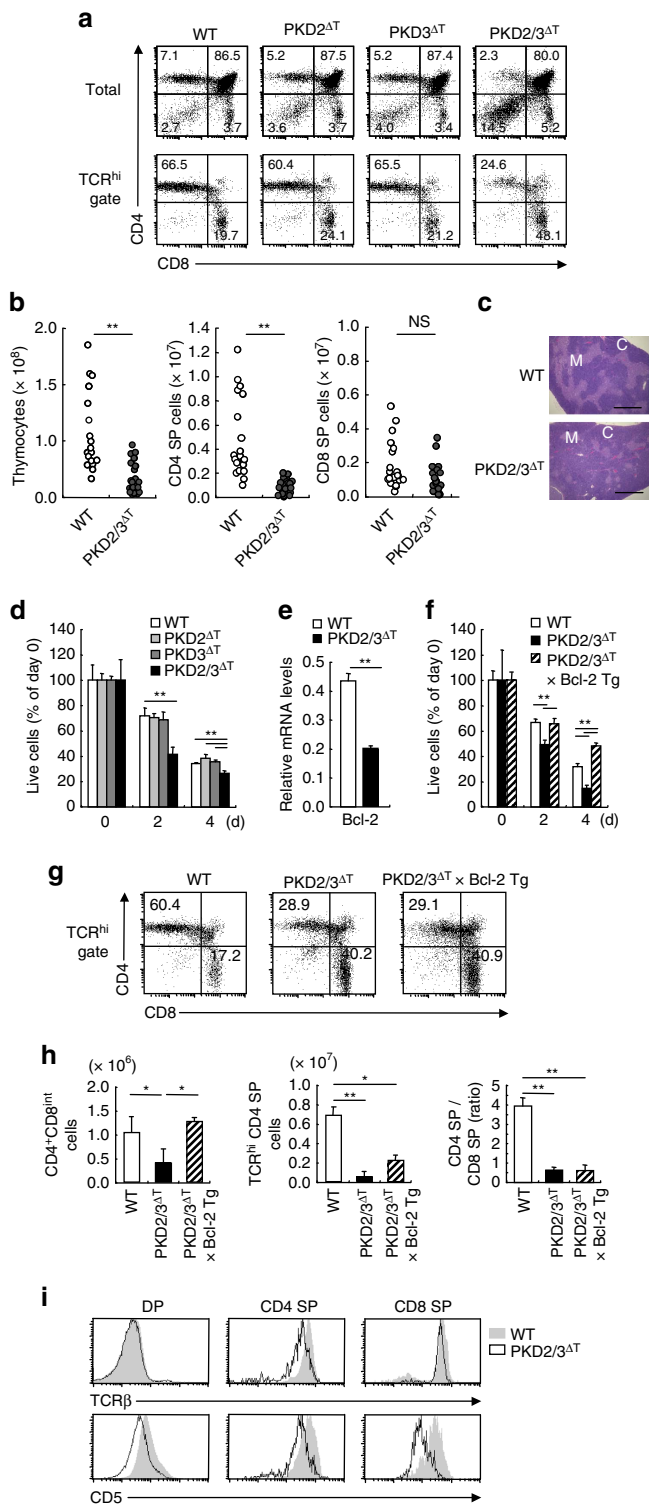 a
WT PKD2ΔT PKD3ΔT PKD2/3ΔT
Total
7.1 86.5 5.2 87.5 5.2 87.4 2.3 80.0
2.7 3.7 3.6 3.7 4.0 3.4 14.5 5.2
TCRhi gate
66.5 60.4 65.5 24.6
19.7 24.1 21.2 48.1
CD4
CD8
b
Thymocytes (× 10⁸)
2.0
1.5
1.0
0.5
0.0
**
WT
PKD2/3ΔT
CD4 SP cells (× 10⁷)
1.4
1.2
1.0
0.8
0.6
0.4
0.2
0.0
**
WT
PKD2/3ΔT
CD8 SP cells (× 10⁷)
1.0
0.8
0.6
0.4
0.2
0.0
NS
WT
PKD2/3ΔT
c
WT
M C
PKD2/3ΔT
M C
d
WT
PKD2ΔT
PKD3ΔT
PKD2/3ΔT
Live cells (% of day 0)
140
120
100
80
60
40
20
0
**
**
0 2 4 (d)
e
WT
PKD2/3ΔT
Relative mRNA levels
0.5
0.4
0.3
0.2
0.1
0.0
**
Bcl-2
f
WT
PKD2/3ΔT
PKD2/3ΔT
× Bcl-2 Tg
Live cells (% of day 0)
140
120
100
80
60
40
20
0
**
**
0 2 4 (d)
g
WT PKD2/3ΔT PKD2/3ΔT × Bcl-2 Tg
TCRhi gate
60.4 28.9 29.1
17.2 40.2 40.9
CD4
CD8
h
(× 10⁶)
CD4⁺CD8int cells
1.5
1.0
0.5
0.0
* *
WT
PKD2/3ΔT
PKD2/3ΔT × Bcl-2 Tg
(× 10⁷)
TCRhi CD4 SP cells
1.0
0.8
0.6
0.4
0.2
0
*
**
WT
PKD2/3ΔT
PKD2/3ΔT × Bcl-2 Tg
CD4 SP / CD8 SP (ratio)
5
4
3
2
1
0
**
**
WT
PKD2/3ΔT
PKD2/3ΔT × Bcl-2 Tg
i
DP CD4 SP CD8 SP
WT
PKD2/3ΔT
TCRβ
CD5